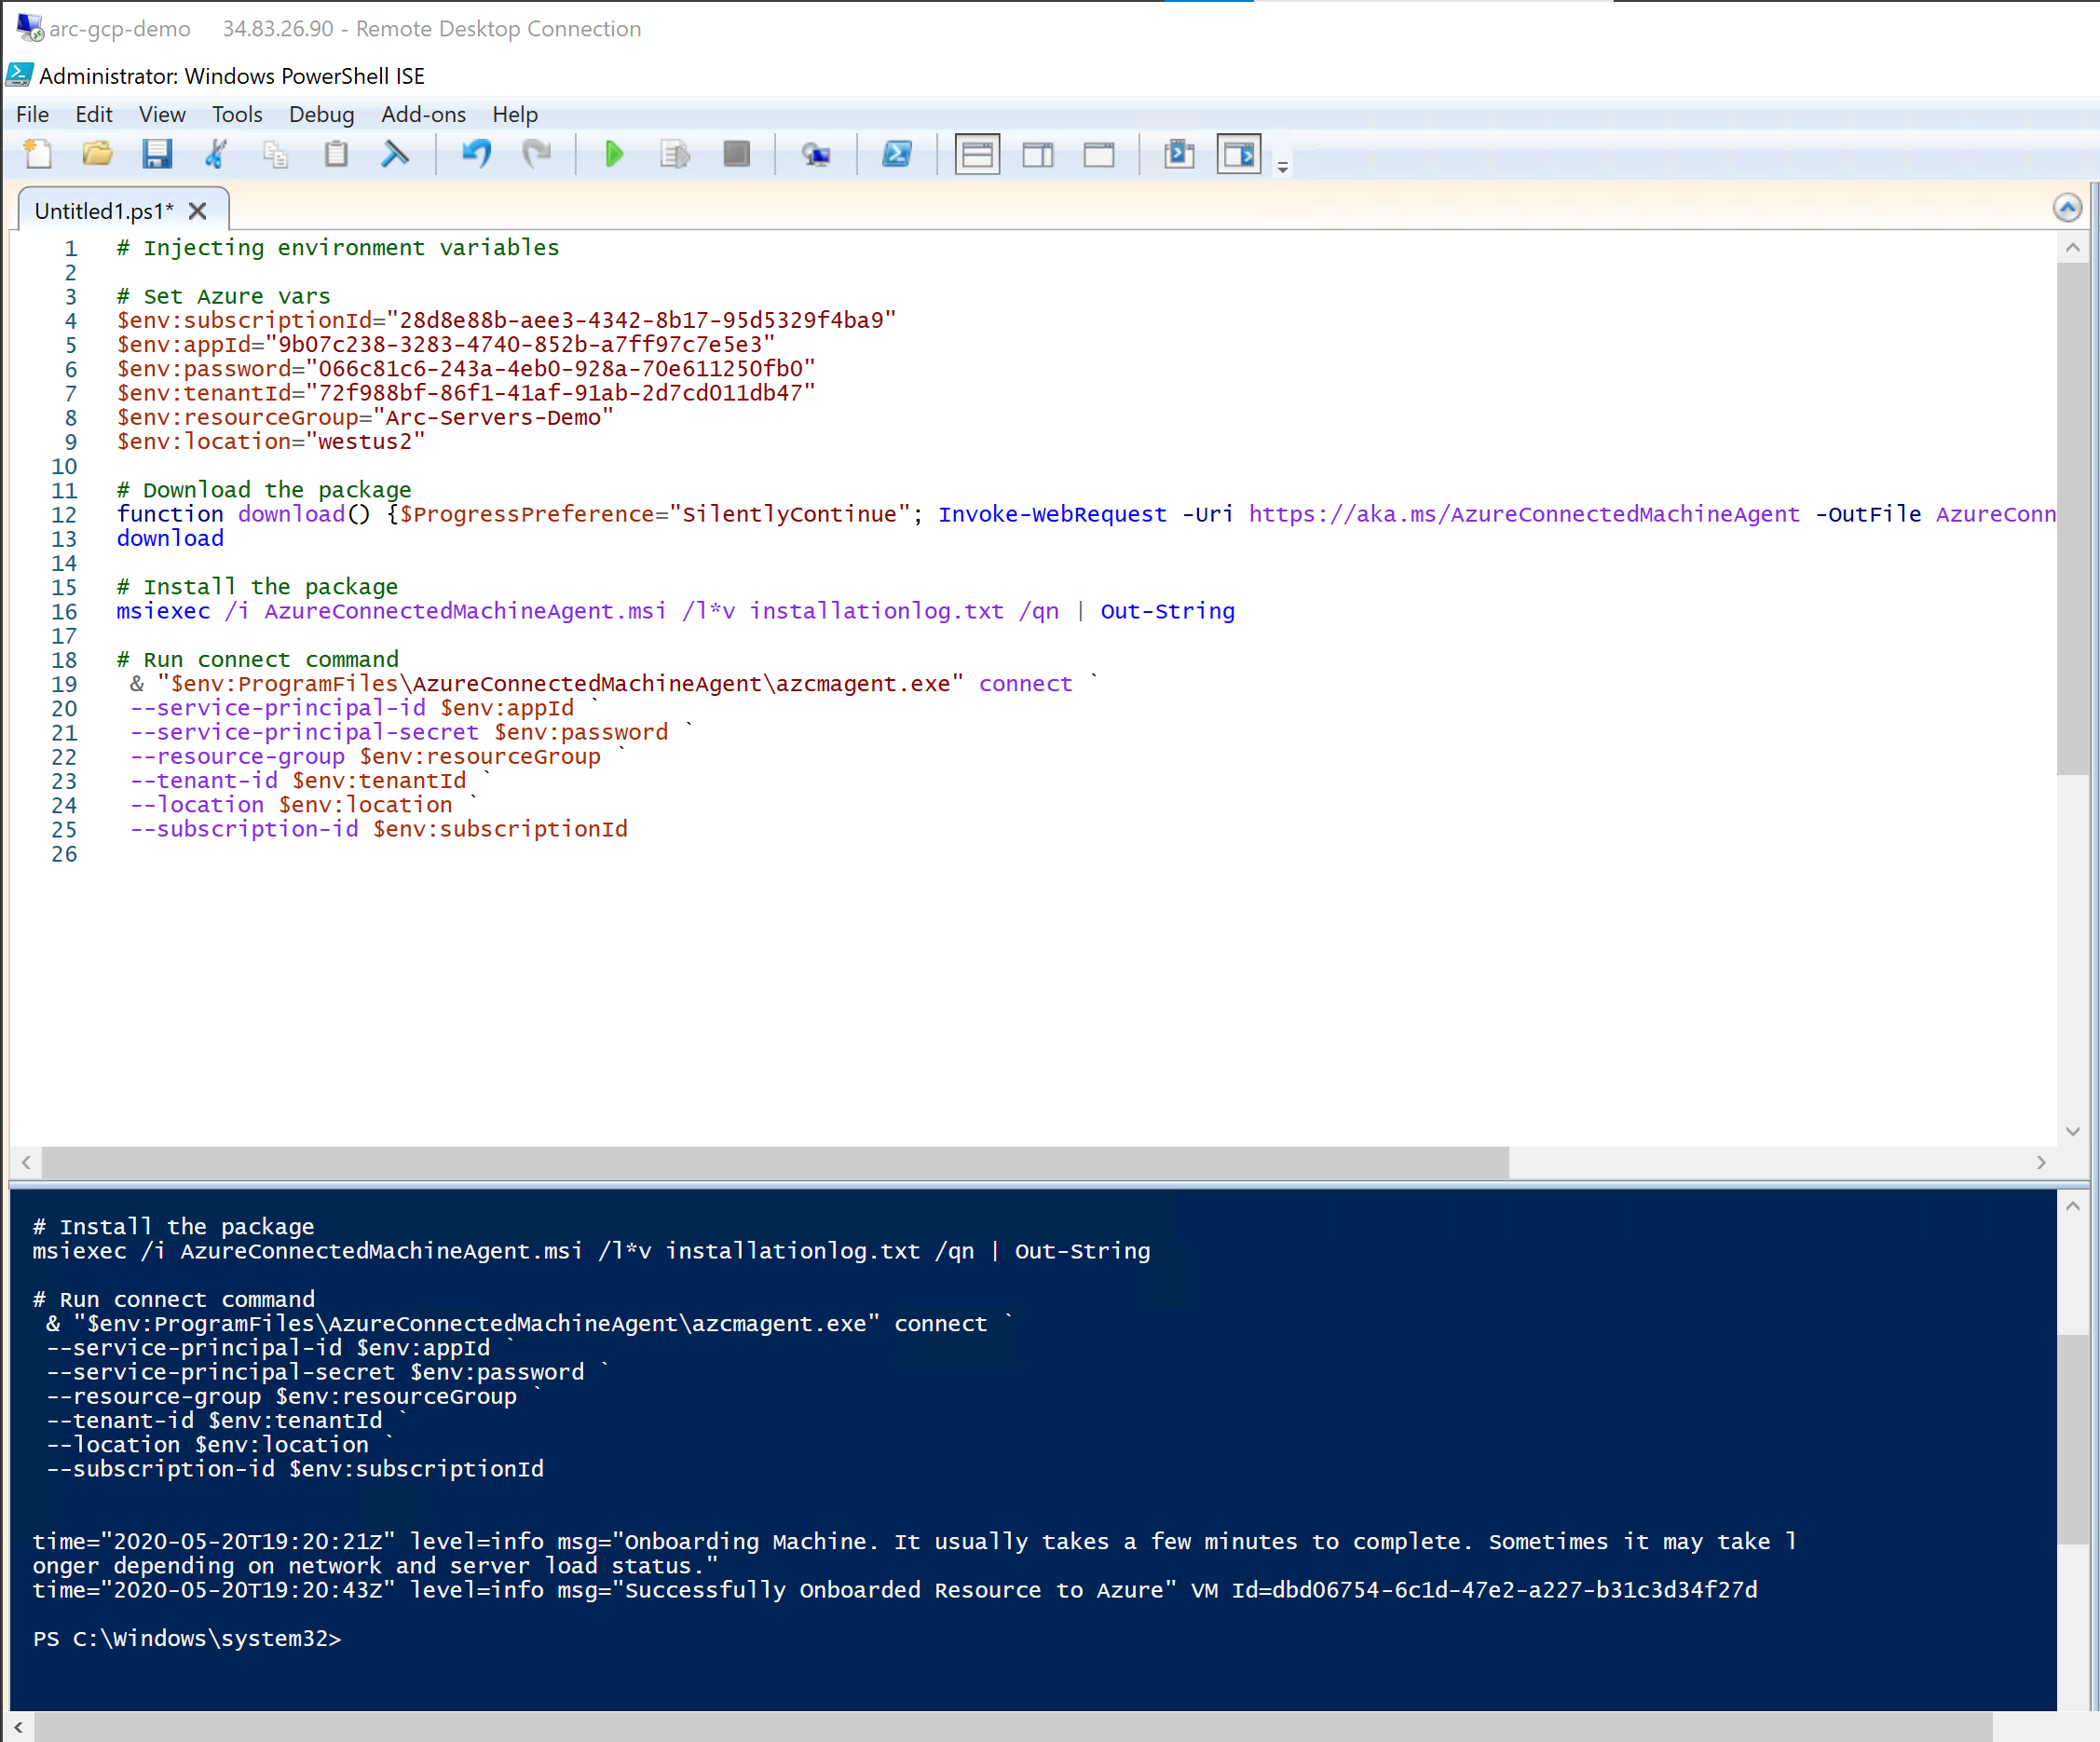 arc-gcp-demo 34.83.26.90 - Remote Desktop Connection
Administrator: Windows PowerShell ISE
File Edit View Tools Debug Add-ons Help
Untitled1.ps1*
1 # Injecting environment variables
2
3 # Set Azure vars
4 $env:subscriptionId="28d8e88b-aee3-4342-8b17-95d5329f4ba9"
5 $env:appId="9b07c238-3283-4740-852b-a7ff97c7e5e3"
6 $env:password="066c81c6-243a-4eb0-928a-70e611250fb0"
7 $env:tenantId="72f988bf-86f1-41af-91ab-2d7cd011db47"
8 $env:resourceGroup="Arc-Servers-Demo"
9 $env:location="westus2"
10
11 # Download the package
12 function download() {$ProgressPreference="SilentlyContinue"; Invoke-WebRequest -Uri https://aka.ms/AzureConnectedMachineAgent -OutFile AzureConn
13 download
14
15 # Install the package
16 msiexec /i AzureConnectedMachineAgent.msi /l*v installationlog.txt /qn | Out-String
17
18 # Run connect command
19 & "$env:ProgramFiles\AzureConnectedMachineAgent\azcmagent.exe" connect `
20 --service-principal-id $env:appId `
21 --service-principal-secret $env:password `
22 --resource-group $env:resourceGroup `
23 --tenant-id $env:tenantId `
24 --location $env:location `
25 --subscription-id $env:subscriptionId
26
# Install the package
msiexec /i AzureConnectedMachineAgent.msi /l*v installationlog.txt /qn | Out-String
# Run connect command
& "$env:ProgramFiles\AzureConnectedMachineAgent\azcmagent.exe" connect `
--service-principal-id $env:appId `
--service-principal-secret $env:password `
--resource-group $env:resourceGroup `
--tenant-id $env:tenantId `
--location $env:location `
--subscription-id $env:subscriptionId
time="2020-05-20T19:20:21Z" level=info msg="Onboarding Machine. It usually takes a few minutes to complete. Sometimes it may take l
onger depending on network and server load status."
time="2020-05-20T19:20:43Z" level=info msg="Successfully Onboarded Resource to Azure" VM Id=dbd06754-6c1d-47e2-a227-b31c3d34f27d
PS C:\Windows\system32>